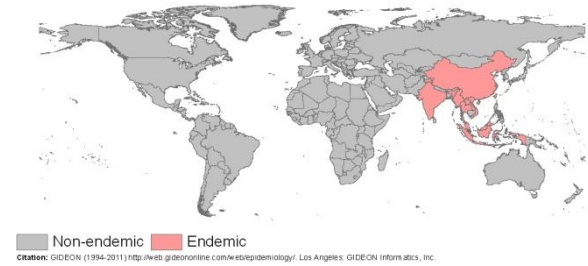 Non-endemic Endemic
Citation: GIDEON (1994-2011) http://web.gideononline.com/web/epidemiology/. Los Angeles: GIDEON Informatics, Inc.